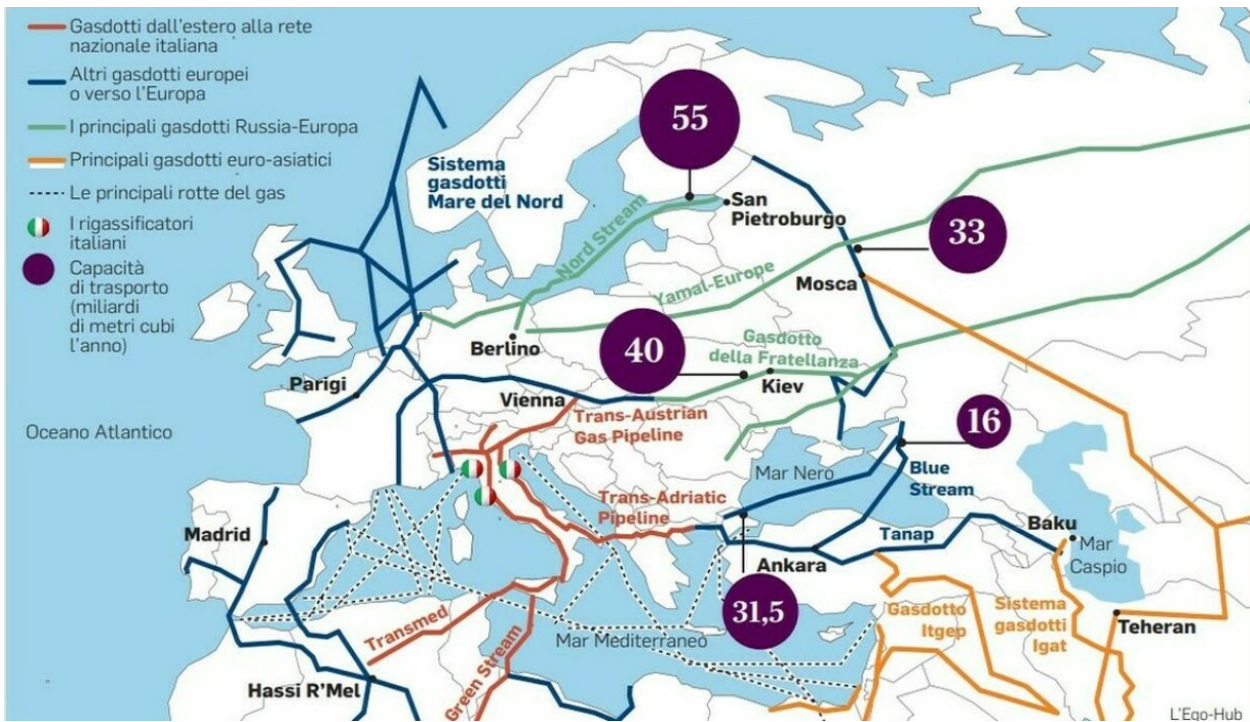 Gasdotti dall'estero alla rete
nazionale italiana
Altri gasdotti europei
o verso l'Europa
I principali gasdotti Russia-Europa
Principali gasdotti euro-asiatici
Le principali rotte del gas
I rigassificatori
italiani
Capacità
di trasporto
(miliardi
di metri cubi
l'anno)
Sistema
gasdotti
Mare del Nord
55
San
Pietroburgo
Nord Stream
33
Yamal-Europe
Mosca
Berlino
40
Gasdotto
della Fratellanza
Kiev
Parigi
Vienna
Trans-Austrian
Gas Pipeline
Oceano Atlantico
16
Mar Nero
Blue
Stream
Trans-Adriatic
Pipeline
Madrid
Ankara
Tanap
Baku
Mar
Caspio
31,5
Transmed
Green Stream
Mar Mediterraneo
Gasdotto
Itgep
Sistema
gasdotti
Igat
Teheran
Hassi R'Mel
L'Ego-Hub